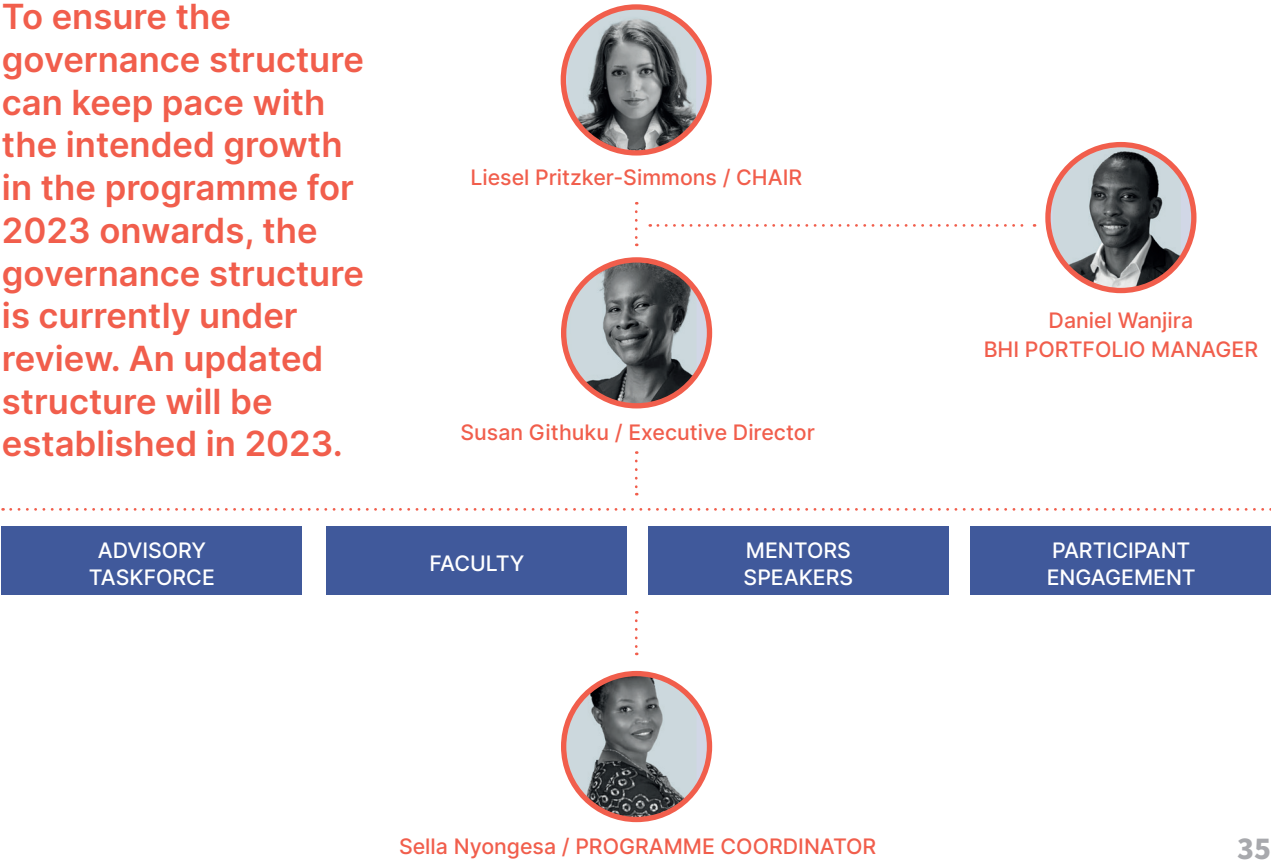 To ensure the
governance structure
can keep pace with
the intended growth
in the programme for
2023 onwards, the
governance structure
is currently under
review. An updated
structure will be
established in 2023.
Liesel Pritzker-Simmons / CHAIR
Daniel Wanjira
BHI PORTFOLIO MANAGER
Susan Githuku / Executive Director
ADVISORY
TASKFORCE
FACULTY
MENTORS
SPEAKERS
PARTICIPANT
ENGAGEMENT
Sella Nyongesa / PROGRAMME COORDINATOR
35